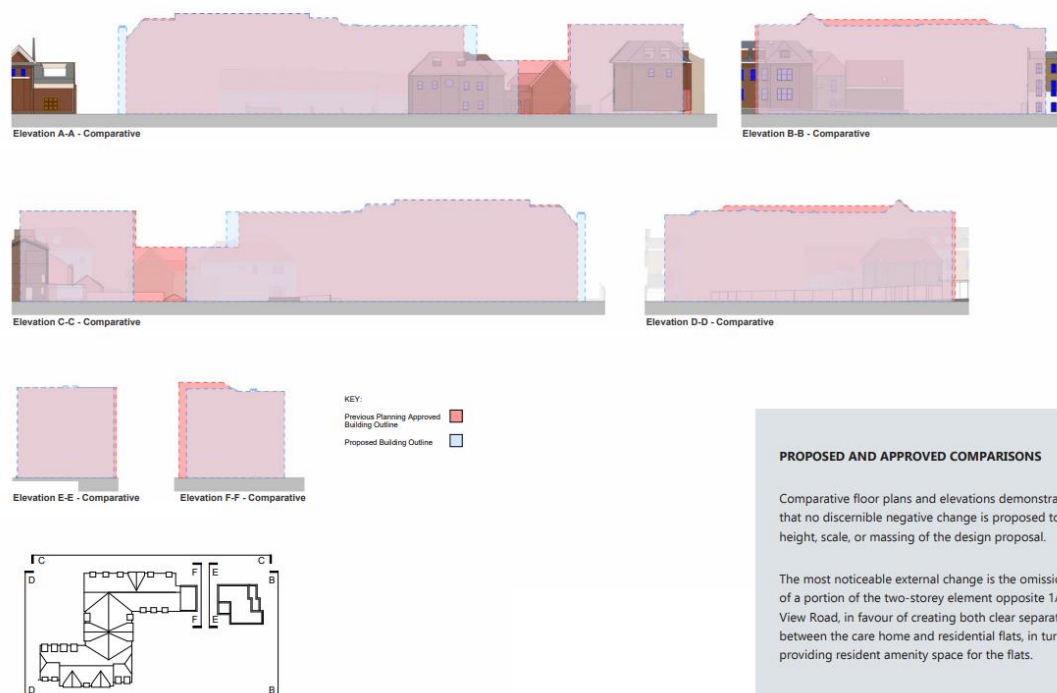 Elevation A-A - Comparative
Elevation B-B - Comparative
Elevation C-C - Comparative
Elevation D-D - Comparative
Elevation E-E - Comparative
Elevation F-F - Comparative
KEY:
Previous Planning Approved
Building Outline
Proposed Building Outline
PROPOSED AND APPROVED COMPARISONS
Comparative floor plans and elevations demonstra
that no discernible negative change is proposed to
height, scale, or massing of the design proposal.
The most noticeable external change is the omissi
of a portion of the two-storey element opposite 1A
View Road, in favour of creating both clear separat
between the care home and residential flats, in tur
providing resident amenity space for the flats.
C C
D F E B
F E
D B